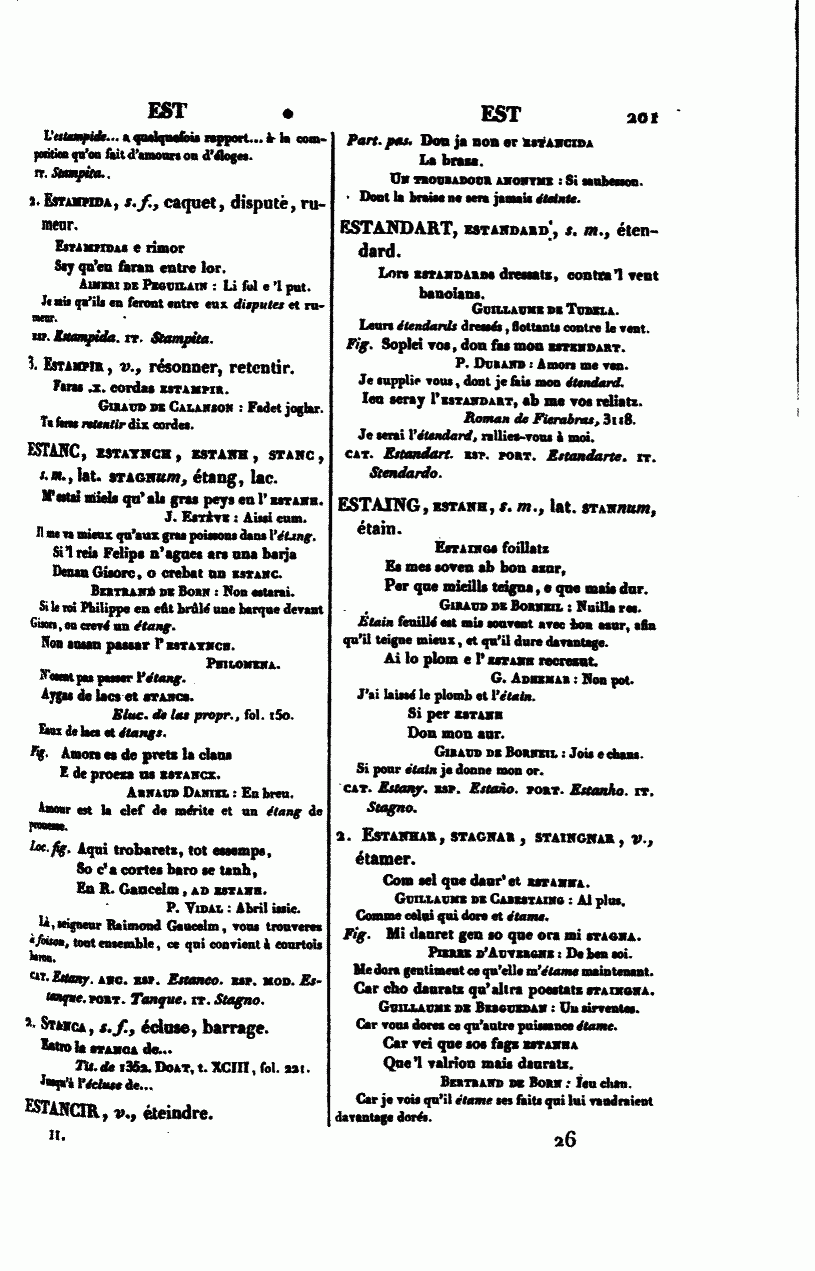 EST
L'estampida... a quelquefois rapport... à la com-
position qu'on fait d'amours ou d'éloges.
IT. Stampita.
2. ESTAMPIDA, s. f., caquet, dispute, ru-
meur.
ESTAMPIDAS e rimor
Sey qu'en faran entre lor.
AIMERI DE PEGUILAIN : Li fol e 'l put.
Je sais qu'ils en feront entre eux disputes et ru-
meur.
ESP. Estampida. IT. Stampita.
3. ESTAMPIR, v., résonner, retentir.
Faras .X. cordas ESTAMPIR.
GIRAUD DE CALANSON : Fadet joglar.
Tu feras retentir dix cordes.
ESTANC, ESTAYNCH, ESTANH, STANC,
s. m., lat. STAGNum, étang, lac.
M'estai miels qu'als gras peys en l'ESTANH.
J. ESTÈVE : Aissi cum.
Il me va mieux qu'aux gras poissons dans l'étang.
Si 'l reis Felips n'agues ars una barja
Denan Gisorc, o crebat un ESTANC.
BERTRAND DE BORN : Non estarai.
Si le roi Philippe en eût brûlé une barque devant
Gisors, ou crevé un étang.
Non ausan passar l'ESTAYNCH.
PHILOMENA.
N'osent pas passer l'étang.
Aygas de lacs et STANCS.
Eluc. de las propr., fol. 150.
Eaux de lacs et étangs.
Fig. Amors es de pretz la claus
E de proeza us ESTANCX.
ARNAUD DANIEL : En breu.
Amour est la clef de mérite et un étang de
prouesse.
Loc. fig. Aqui trobaretz, tot essemps,
So c'a cortes baro se tanh,
En R. Gaucelm, AD ESTANH.
P. VIDAL : Abril issic.
Là, seigneur Raimond Gaucelm, vous trouverez
à foison, tout ensemble, ce qui convient à courtois
baron.
CAT. Estany. ANC. ESP. Estanco. ESP. MOD. Es-
tanque. PORT. Tanque. IT. Stagno.
2. STANCA, s. f., écluse, barrage.
Entro la STANCA de...
Tit. de 1352. DOAT, t. XCIII, fol. 221.
Jusqu'à l'écluse de...
ESTANCIR, v., éteindre.
II.
EST 201
Part. pas. Don ja non er ESTANCIDA
La brasa.
UN TROUBADOUR ANONYME : Si saubesson.
Dont la braise ne sera jamais éteinte.
ESTANDART, ESTANDARD, s. m., éten-
dard.
Lors ESTANDARDS dressatz, contra 'l vent
banoians.
GUILLAUME DE TUDELA.
Leurs étendards dressés, flottants contre le vent.
Fig. Soplei vos, don fas mon ESTENDART.
P. DURAND : Amors me ven.
Je supplie vous, dont je fais mon étendard.
Ieu seray l'ESTANDART, ab me vos reliatz.
Roman de Fierabras, 3118.
Je serai l'étendard, rallies-vous à moi.
CAT. Estandart. ESP. PORT. Estandarte. IT.
Stendardo.
ESTAING, ESTANH, s. m., lat. STANnum,
étain.
ESTAINGS foillatz
Es mes soven ab bon azur,
Per que mieills teigna, e que mais dur.
GIRAUD DE BORNEIL : Nuilla res.
Étain feuillé est mis souvent avec bon azur, afin
qu'il teigne mieux, et qu'il dure davantage.
Ai lo plom e l'ESTANH recresut.
G. ADHEMAR : Non pot.
J'ai laissé le plomb et l'étain.
Si per ESTANH
Don mon aur.
GIRAUD DE BORNEIL : Jois e chans.
Si pour étain je donne mon or.
CAT. Estany. ESP. Estaño. PORT. Estanho. IT.
Stagno.
2. ESTANHAR, STAGNAR, STAINGNAR, v.,
étamer.
Com sel que daur' et ESTANHA.
GUILLAUME DE CABESTAING : Al plus.
Comme celui qui dore et étame.
Fig. Mi dauret gen so que ora mi STAGNA.
PIERRE D'AUVERGNE : De ben soi.
Me dora gentiment ce qu'elle m'étame maintenant.
Car cho dauratz qu'altra poestatz STAINGNA.
GUILLAUME DE BERGUEDAN : Un sirventes.
Car vous dores ce qu'autre puissance étame.
Car vei que sos fagz ESTANHA
Que 'l valrion mais dauratz.
BERTRAND DE BORN : Ieu chan.
Car je vois qu'il étame ses faits qui lui vaudraient
davantage dorés.
26